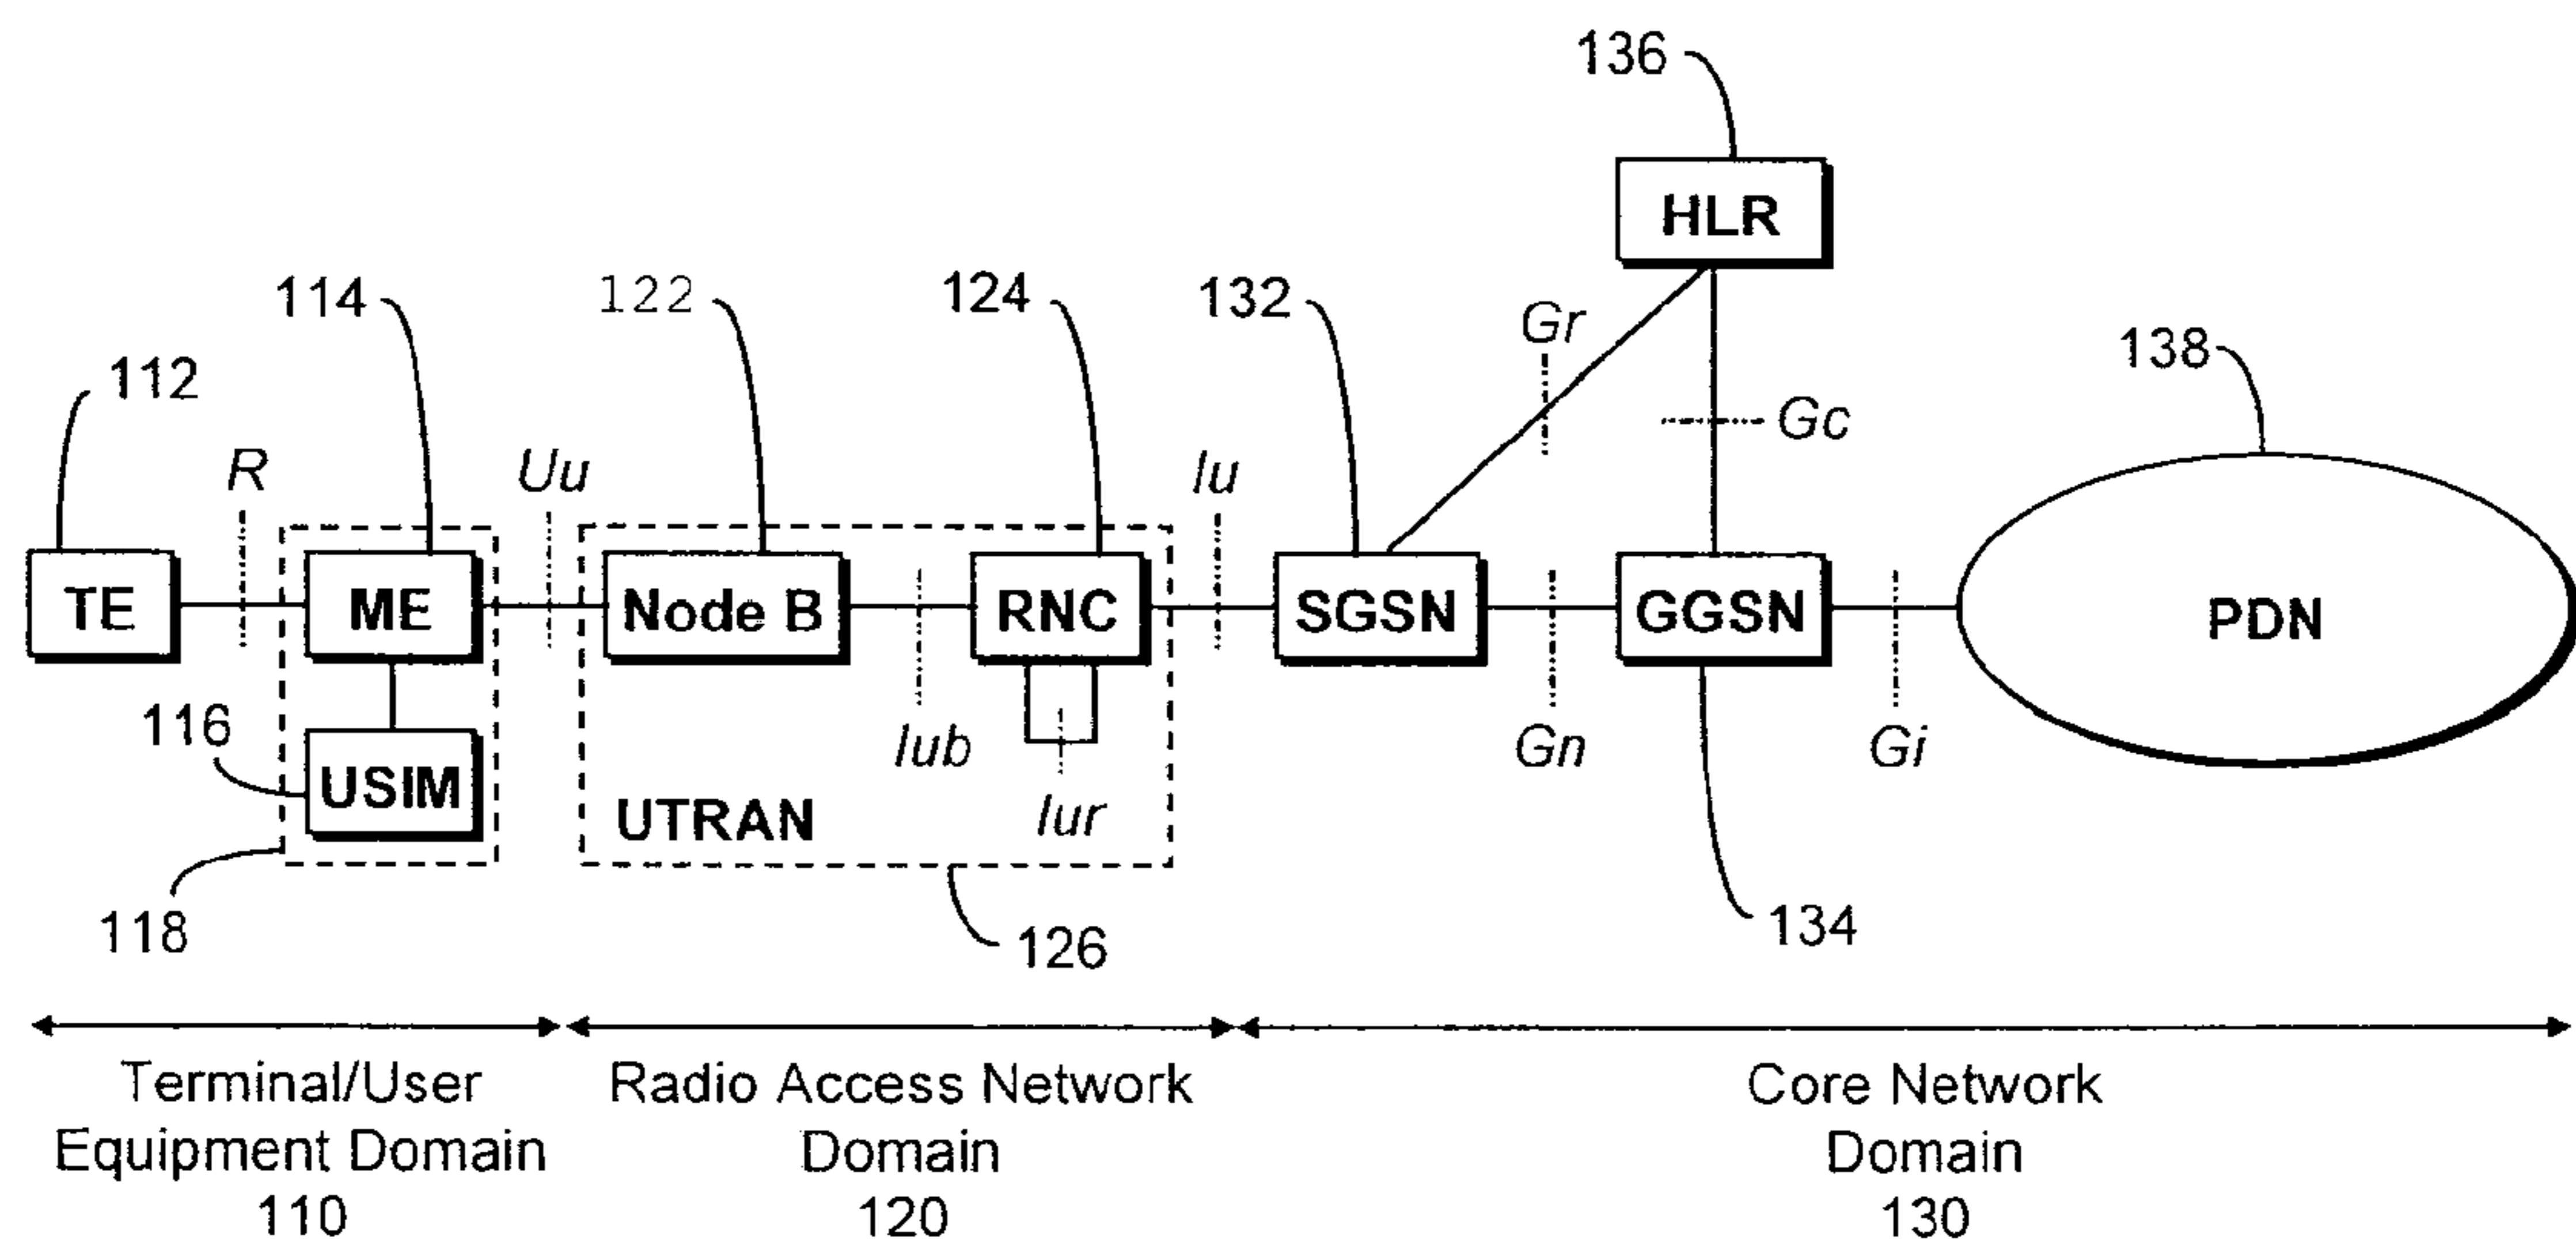 136
HLR
114
122
124
132
Gr
138
112
Gc
R
Uu
Iu
TE
ME
Node B
RNC
SGSN
GGSN
PDN
116
USIM
Iub
Gn
Gi
UTRAN
Iur
118
126
134
Terminal/User
Equipment Domain
110
Radio Access Network
Domain
120
Core Network
Domain
130